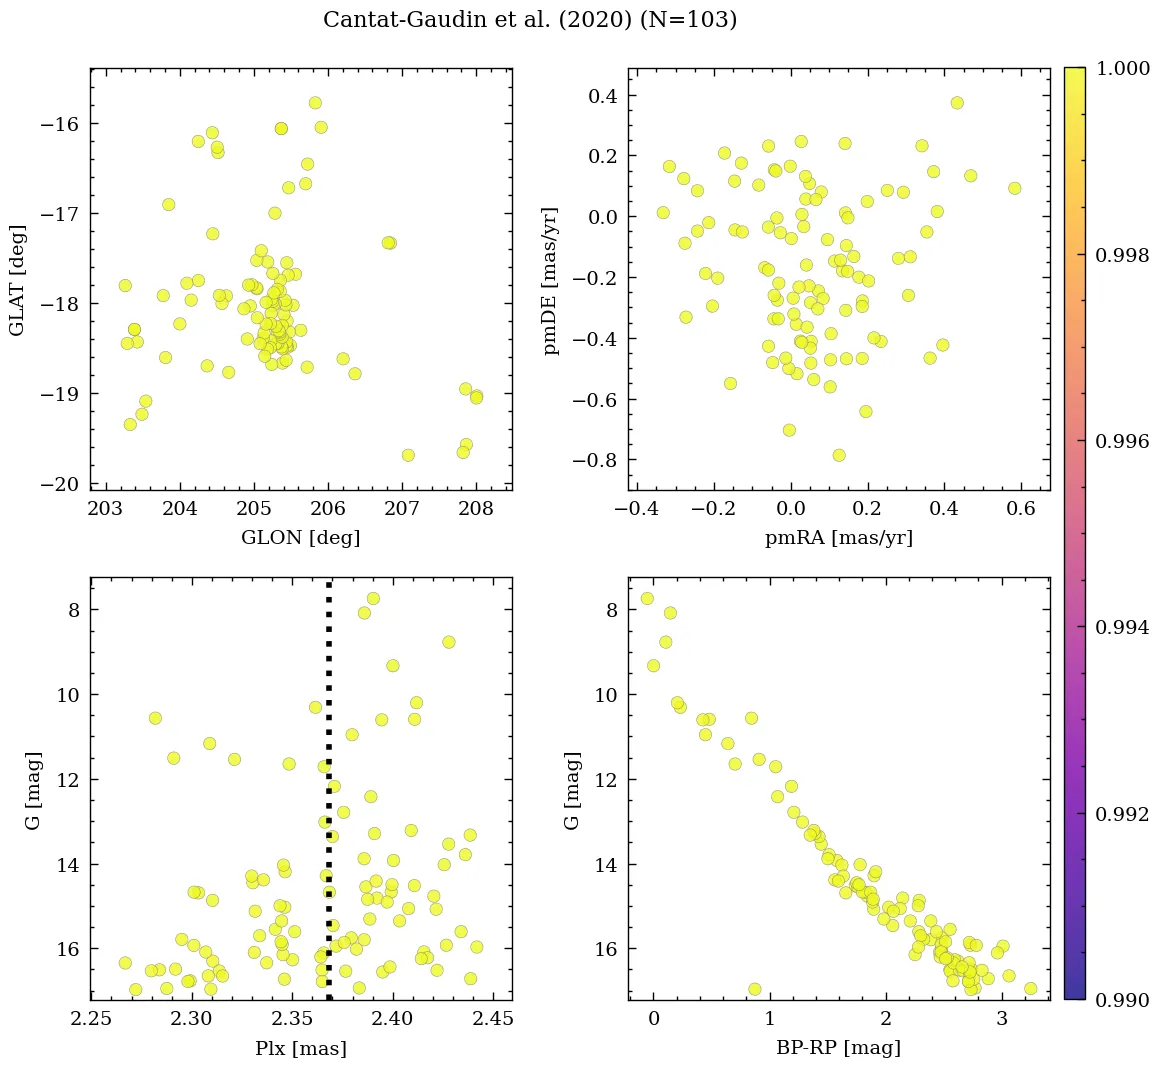 Cantat-Gaudin et al. (2020) (N=103)
−16
−17
−18
−19
−20
GLAT [deg]
203 204 205 206 207 208
GLON [deg]
0.4
0.2
0.0
−0.2
−0.4
−0.6
−0.8
pmDE [mas/yr]
−0.4 −0.2 0.0 0.2 0.4 0.6
pmRA [mas/yr]
1.000
0.998
0.996
0.994
0.992
0.990
8
10
12
14
16
G [mag]
2.25 2.30 2.35 2.40 2.45
Plx [mas]
8
10
12
14
16
G [mag]
0 1 2 3
BP-RP [mag]